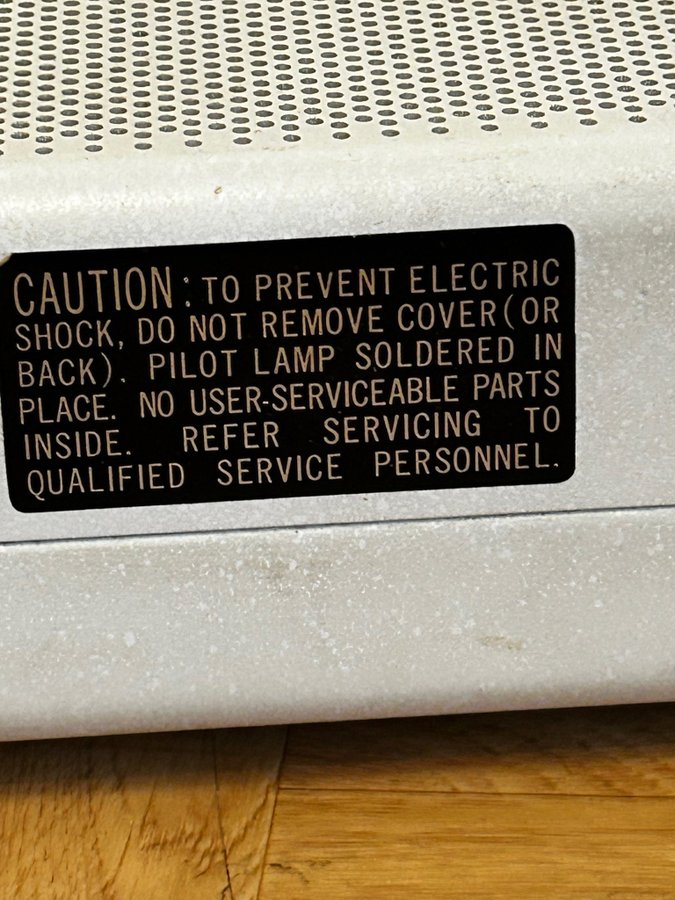 CAUTION: TO PREVENT ELECTRIC
SHOCK, DO NOT REMOVE COVER(OR
BACK). PILOT LAMP SOLDERED IN
PLACE. NO USER-SERVICEABLE PARTS
INSIDE. REFER SERVICING TO
QUALIFIED SERVICE PERSONNEL.